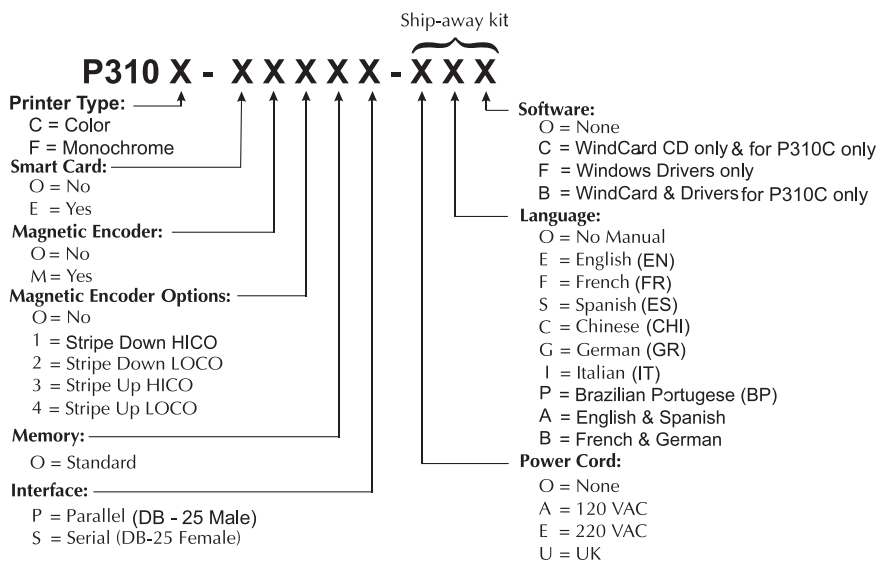 Ship-away kit
P310 X - X X X X X - X X X
Printer Type:
C = Color
F = Monochrome
Smart Card:
O = No
E = Yes
Magnetic Encoder:
O = No
M = Yes
Magnetic Encoder Options:
O = No
1 = Stripe Down HICO
2 = Stripe Down LOCO
3 = Stripe Up HICO
4 = Stripe Up LOCO
Memory:
O = Standard
Interface:
P = Parallel (DB - 25 Male)
S = Serial (DB-25 Female)
Software:
O = None
C = WindCard CD only & for P310C only
F = Windows Drivers only
B = WindCard & Drivers for P310C only
Language:
O = No Manual
E = English (EN)
F = French (FR)
S = Spanish (ES)
C = Chinese (CHI)
G = German (GR)
I = Italian (IT)
P = Brazilian Portugese (BP)
A = English & Spanish
B = French & German
Power Cord:
O = None
A = 120 VAC
E = 220 VAC
U = UK